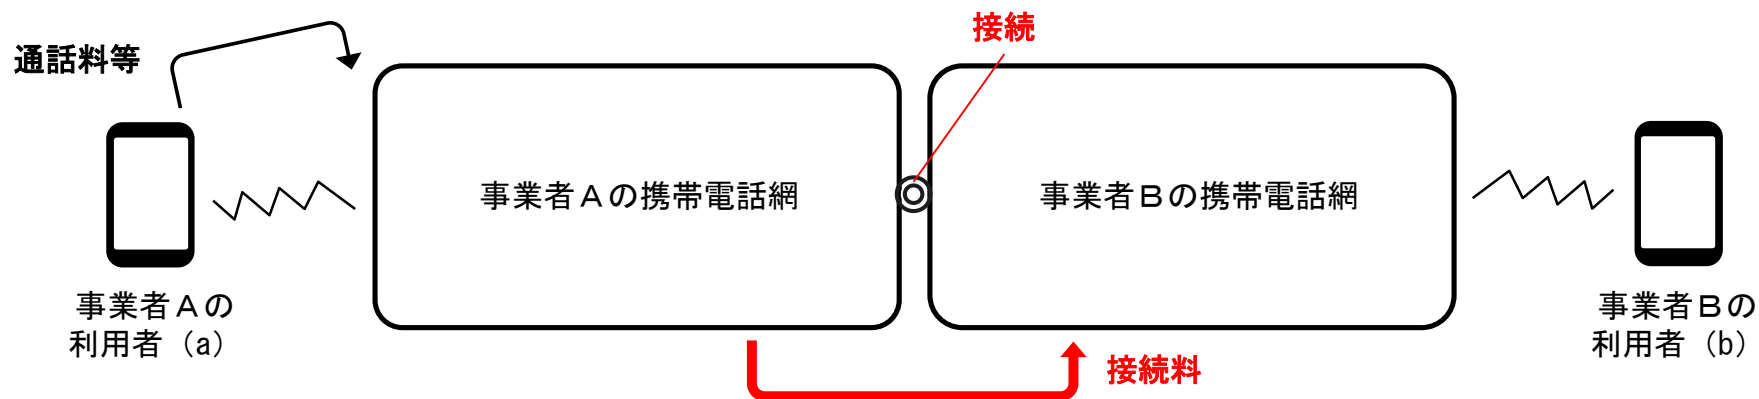 接続
通話料等
事業者Ａの携帯電話網
事業者Ｂの携帯電話網
事業者Ａの
利用者（a）
事業者Ｂの
利用者（b）
接続料